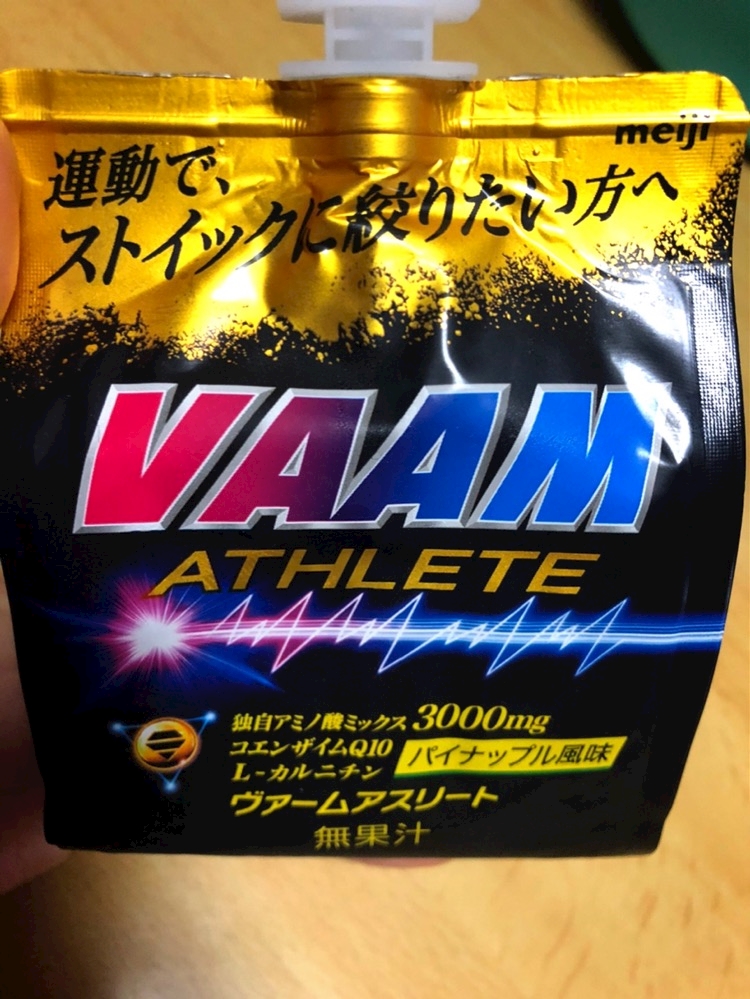 meiji
運動で、
ストイックに絞りたい方へ
VAAM
ATHLETE
独自アミノ酸ミックス 3000mg
コエンザイムQ10
L-カルニチン
パイナップル風味
ヴァームアスリート
無果汁